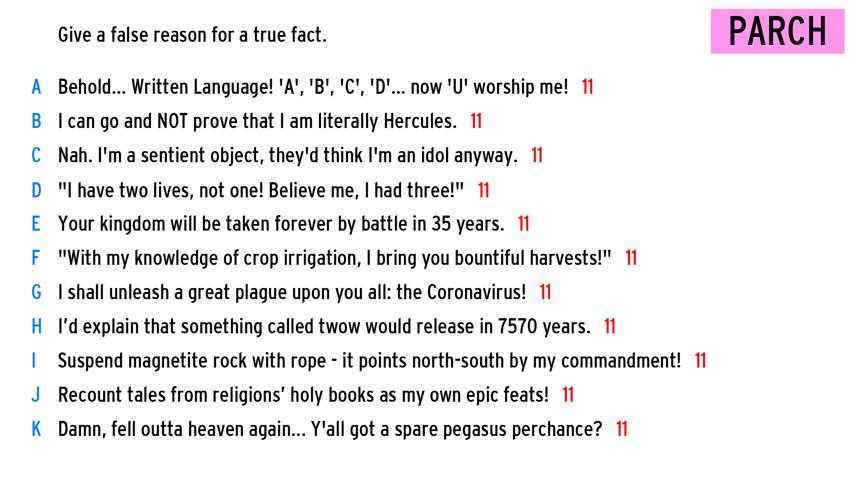 Give a false reason for a true fact.
PARCH
A Behold... Written Language! 'A', 'B', 'C', 'D'... now 'U' worship me! 11
B I can go and NOT prove that I am literally Hercules. 11
C Nah. I'm a sentient object, they'd think I'm an idol anyway. 11
D "I have two lives, not one! Believe me, I had three!" 11
E Your kingdom will be taken forever by battle in 35 years. 11
F "With my knowledge of crop irrigation, I bring you bountiful harvests!" 11
G I shall unleash a great plague upon you all: the Coronavirus! 11
H I’d explain that something called twow would release in 7570 years. 11
I Suspend magnetite rock with rope - it points north-south by my commandment! 11
J Recount tales from religions’ holy books as my own epic feats! 11
K Damn, fell outta heaven again... Y'all got a spare pegasus perchance? 11